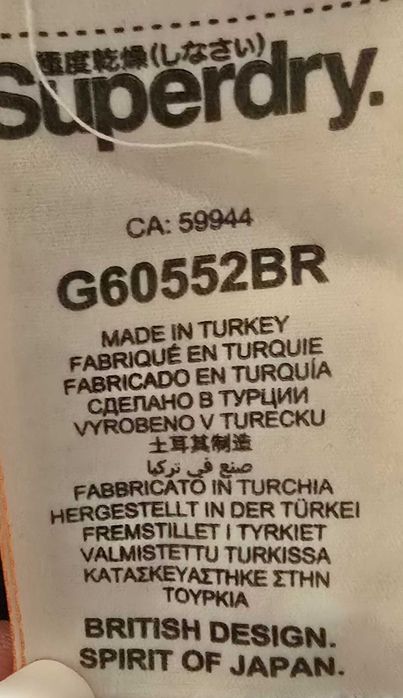 極度乾燥(しなさい)
Superdry.
CA: 59944
G60552BR
MADE IN TURKEY
FABRIQUÉ EN TURQUIE
FABRICADO EN TURQUÍA
СДЕЛАНО В ТУРЦИИ
VYROBENO V TURECKU
土耳其制造
صنع في تركيا
FABBRICATO IN TURCHIA
HERGESTELLT IN DER TÜRKEI
FREMSTILLET I TYRKIET
VALMISTETTU TURKISSA
ΚΑΤΑΣΚΕΥΑΣΤΗΚΕ ΣΤΗΝ
ΤΟΥΡΚΙΑ
BRITISH DESIGN.
SPIRIT OF JAPAN.